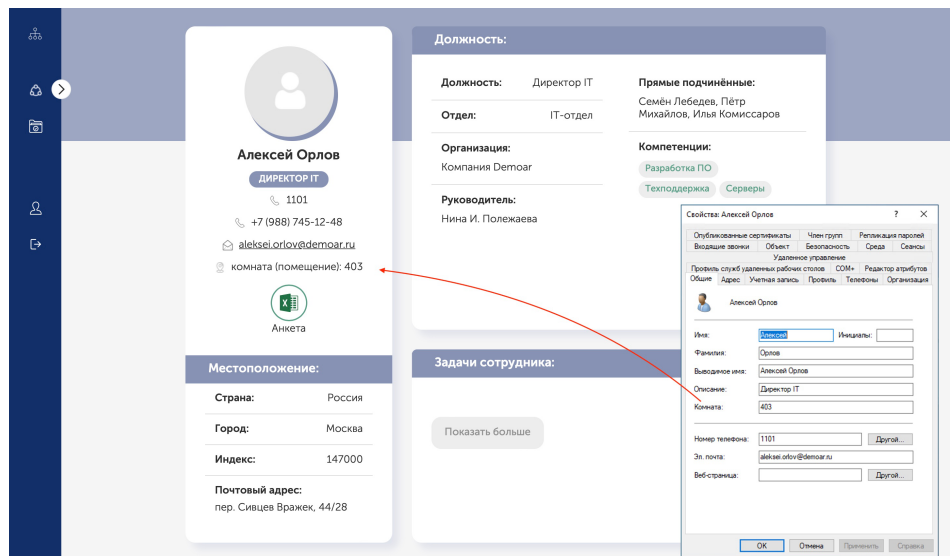 Алексей Орлов
ДИРЕКТОР IT
1101
+7 (988) 745-12-48
aleksei.orlov@demoar.ru
комната (помещение): 403
Анкета
Местоположение:
Страна: Россия
Город: Москва
Индекс: 147000
Почтовый адрес:
пер. Сивцев Вражек, 44/28
Должность:
Должность: Директор IT
Отдел: IT-отдел
Организация:
Компания Demoar
Руководитель:
Нина И. Полежаева
Прямые подчинённые:
Семён Лебедев, Пётр
Михайлов, Илья Комиссаров
Компетенции:
Разработка ПО
Техподдержка Серверы
Задачи сотрудника:
Показать больше
Свойства: Алексей Орлов ? X
Опубликованные сертификаты Член групп Репликация паролей
Входящие звонки Объект Безопасность Среда Сеансы
Удаленное управление
Профиль служб удаленных рабочих столов COM+ Редактор атрибутов
Общие Адрес Учетная запись Профиль Телефоны Организация
Алексей Орлов
Имя: Алексей Инициалы:
Фамилия: Орлов
Выводимое имя: Алексей Орлов
Описание: Директор IT
Комната: 403
Номер телефона: 1101 Другой...
Эл. почта: aleksei.orlov@demoar.ru
Веб-страница: Другой...
OK Отмена Применить Справка